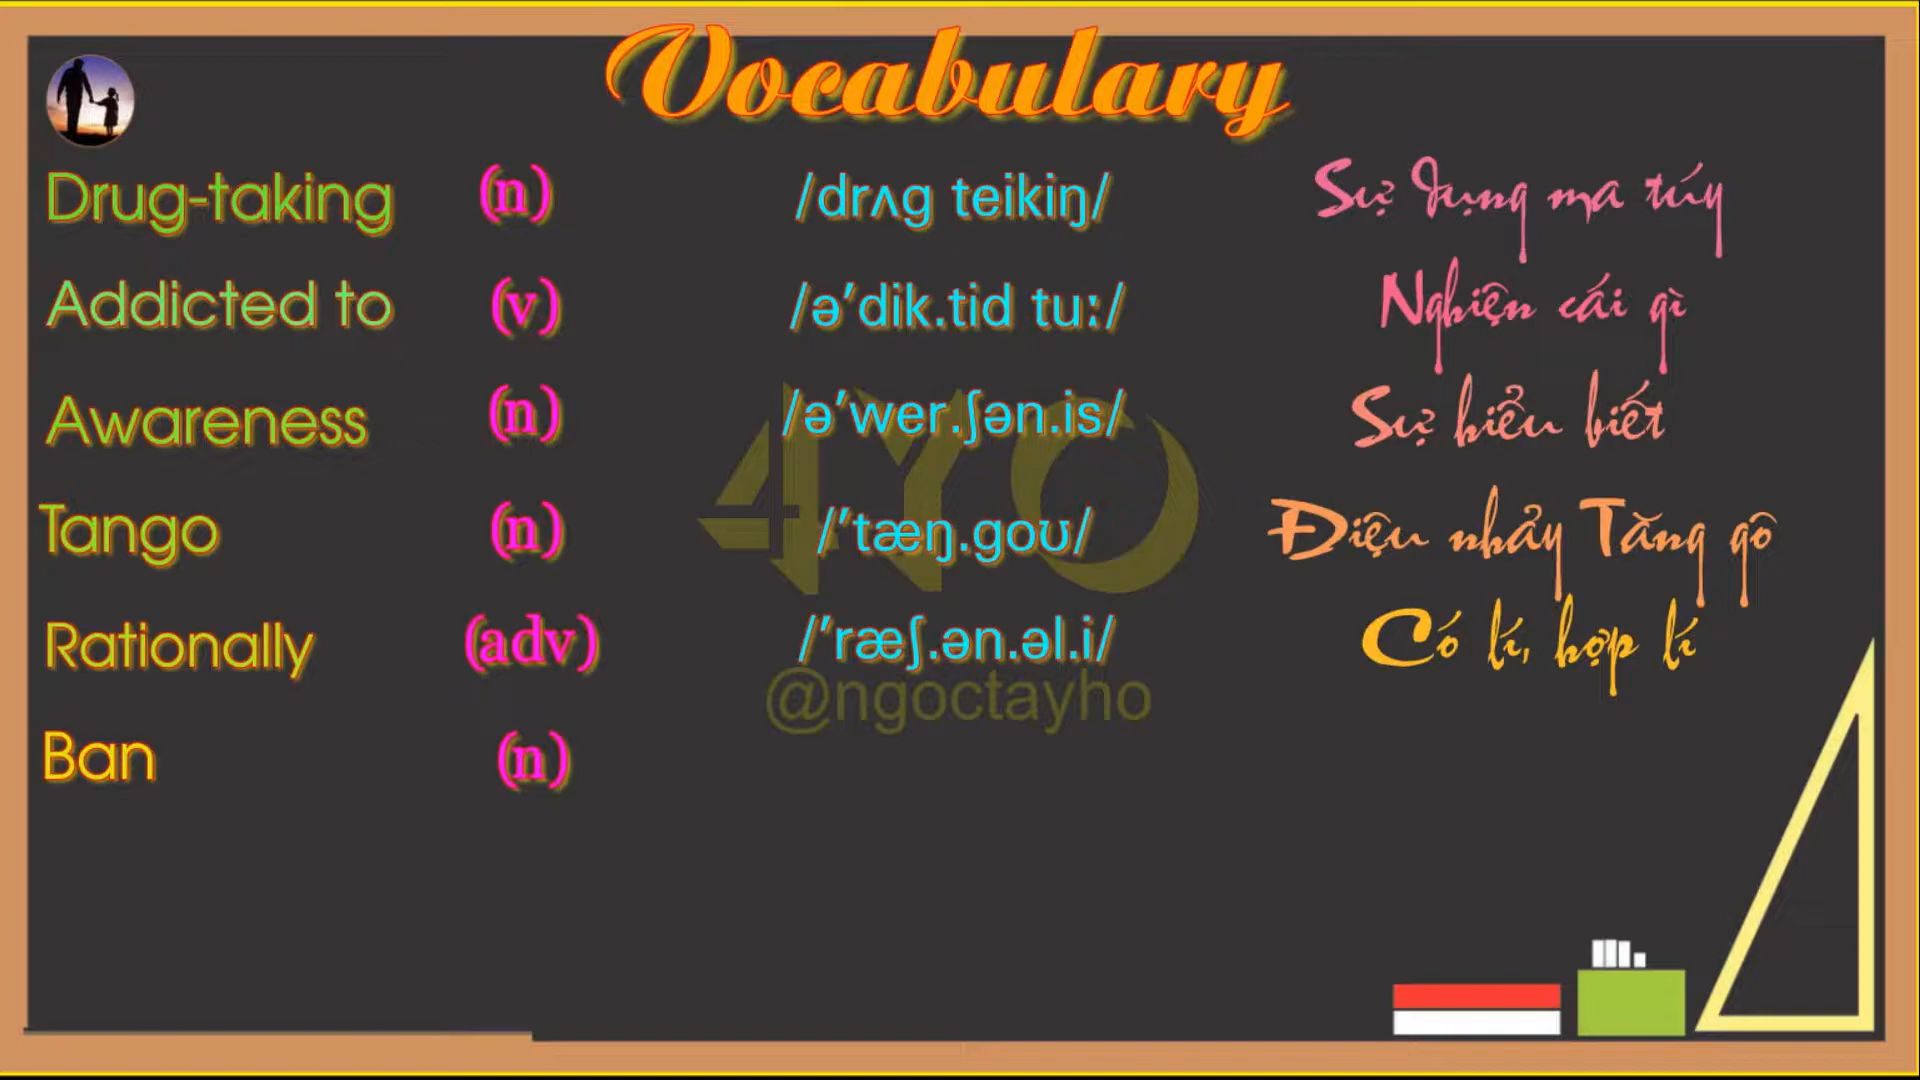 Vocabulary
Drug-taking (n) /drʌg teikiŋ/ Sự dụng ma túy
Addicted to (v) /ə'dik.tid tu:/ Nghiện cái gì
Awareness (n) /ə'wer.ʃən.is/ Sự hiểu biết
Tango (n) /'tæŋ.goʊ/ Điệu nhảy Tăng gô
Rationally (adv) /'ræʃ.ən.əl.i/ Có lí, hợp lí
Ban (n)
4YO
@ngoctayho